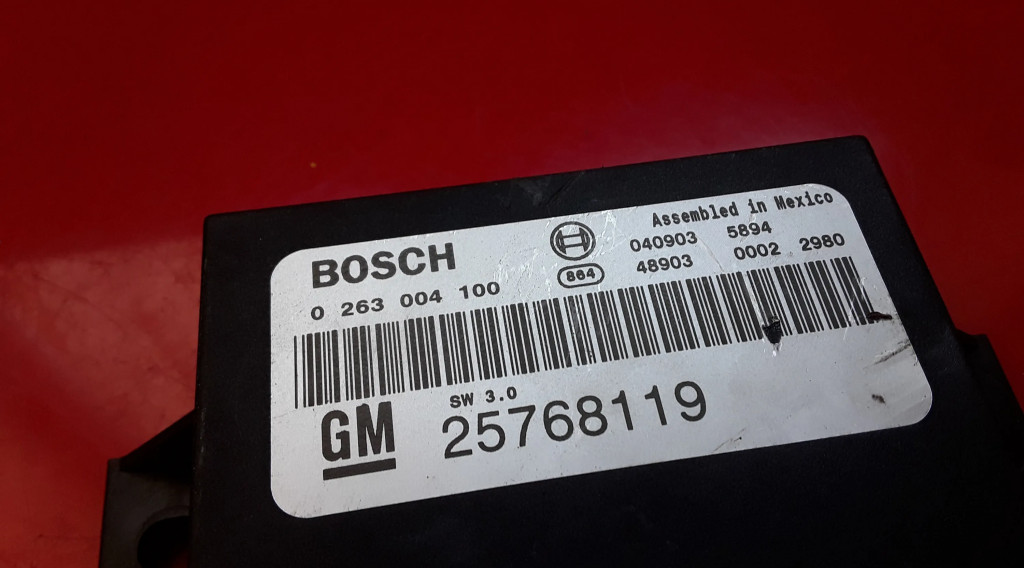 BOSCH
Assembled in Mexico
040903 5894
864
48903 0002 2980
0 263 004 100
SW 3.0
GM
25768119